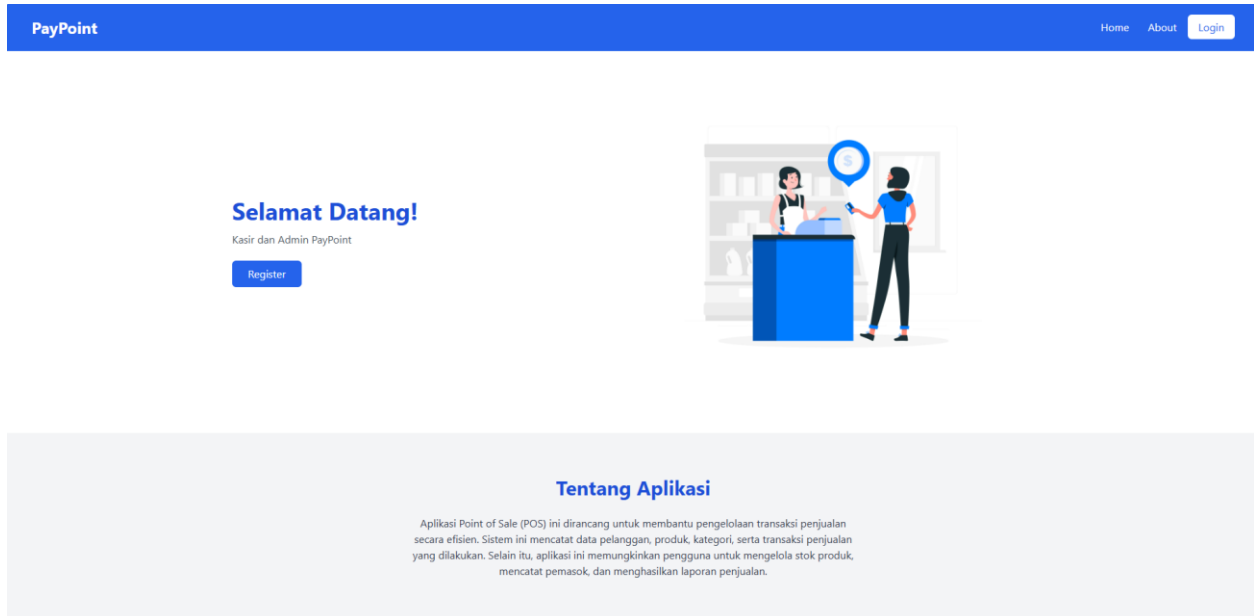 PayPoint
Home About Login
$
Selamat Datang!
Kasir dan Admin PayPoint
Register
Tentang Aplikasi
Aplikasi Point of Sale (POS) ini dirancang untuk membantu pengelolaan transaksi penjualan
secara efisien. Sistem ini mencatat data pelanggan, produk, kategori, serta transaksi penjualan
yang dilakukan. Selain itu, aplikasi ini memungkinkan pengguna untuk mengelola stok produk,
mencatat pemasok, dan menghasilkan laporan penjualan.